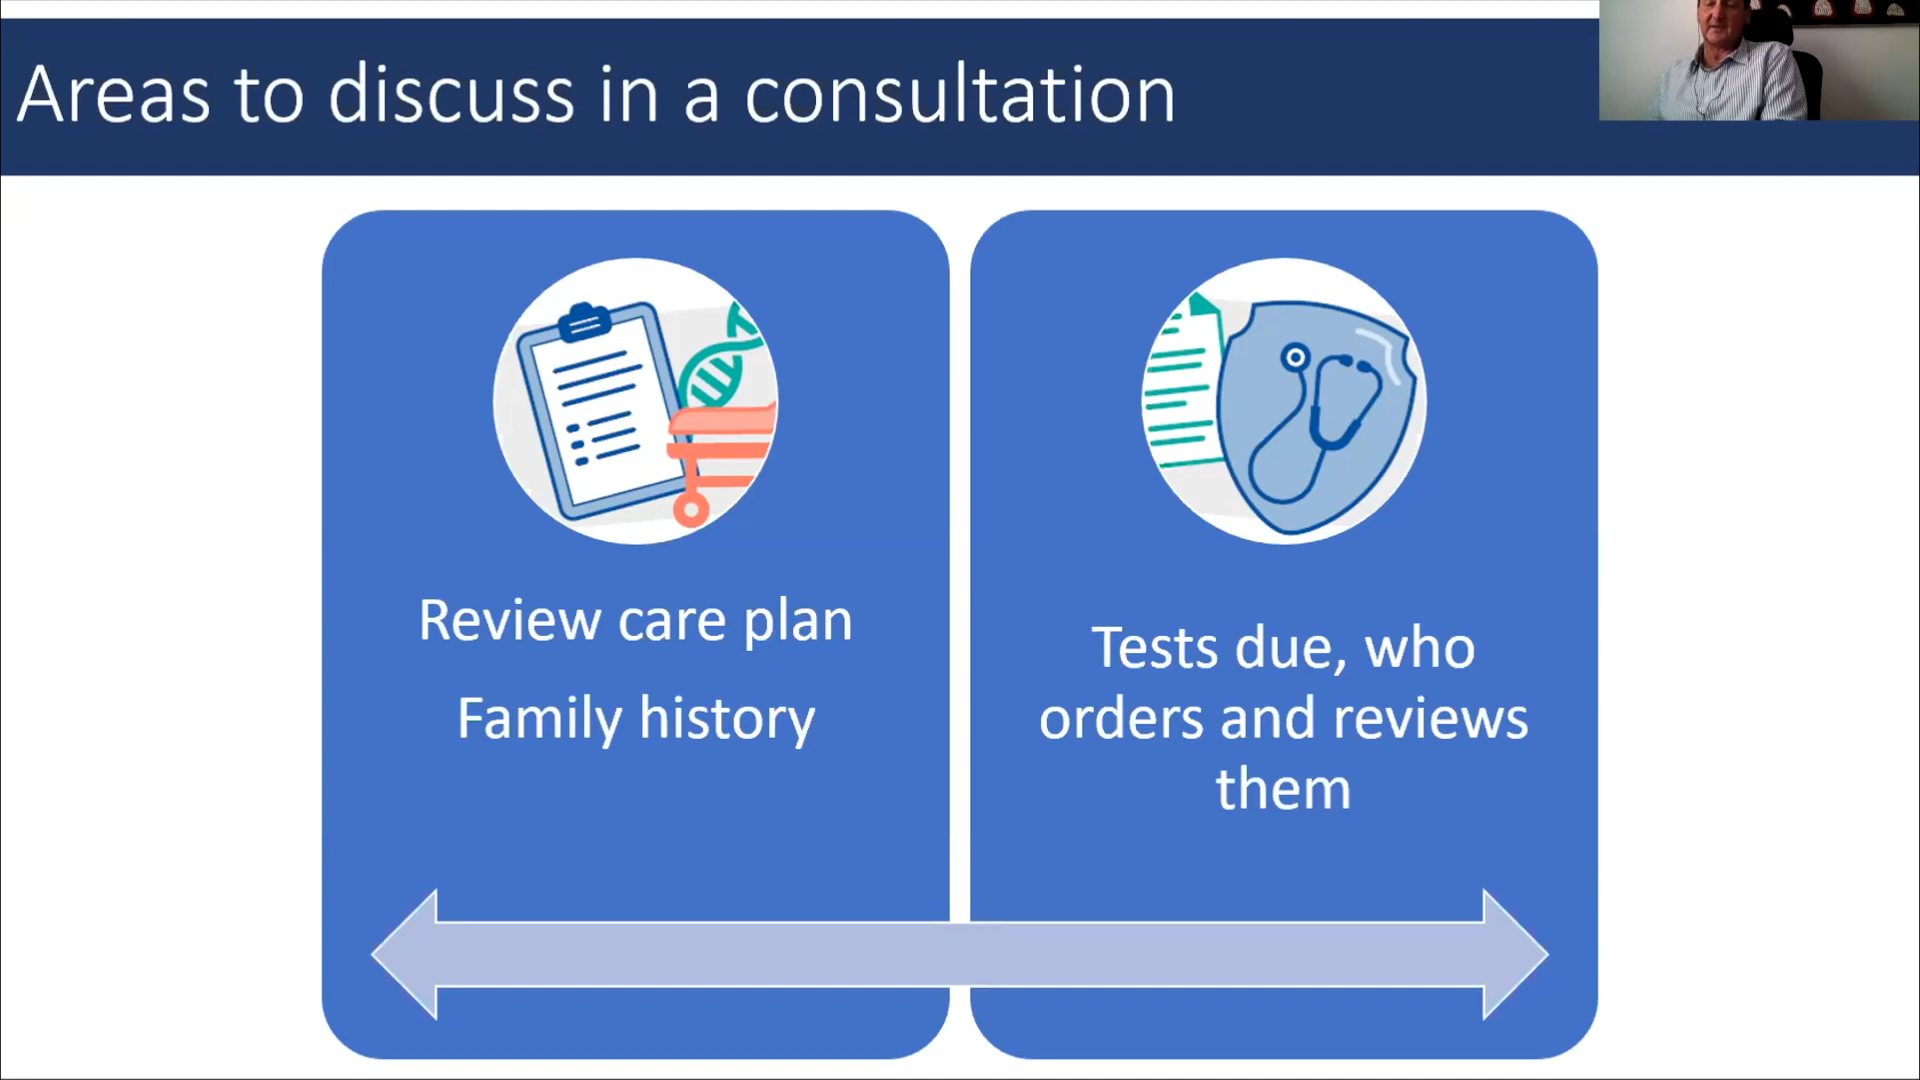 Areas to discuss in a consultation
Review care plan
Family history
Tests due, who
orders and reviews
them